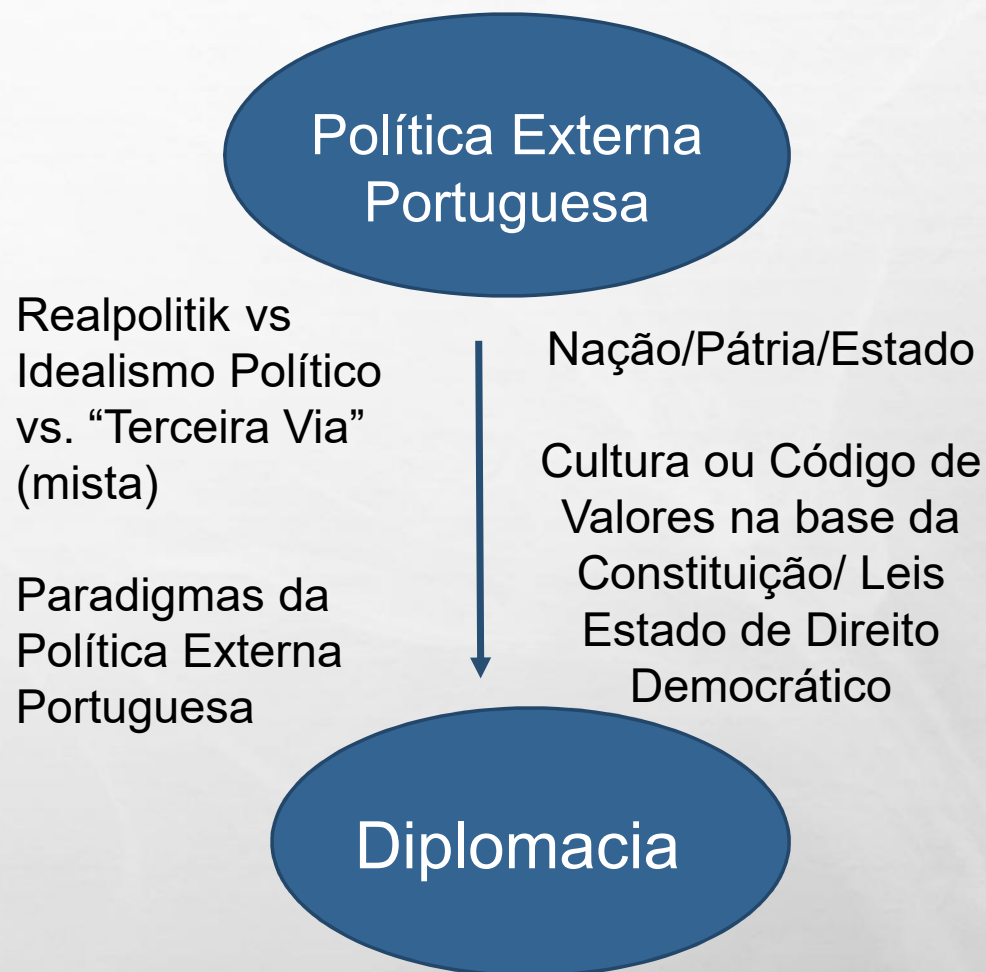 Política Externa
Portuguesa
Realpolitik vs
Idealismo Político
vs. “Terceira Via”
(mista)
Paradigmas da
Política Externa
Portuguesa
Nação/Pátria/Estado
Cultura ou Código de
Valores na base da
Constituição/ Leis
Estado de Direito
Democrático
Diplomacia